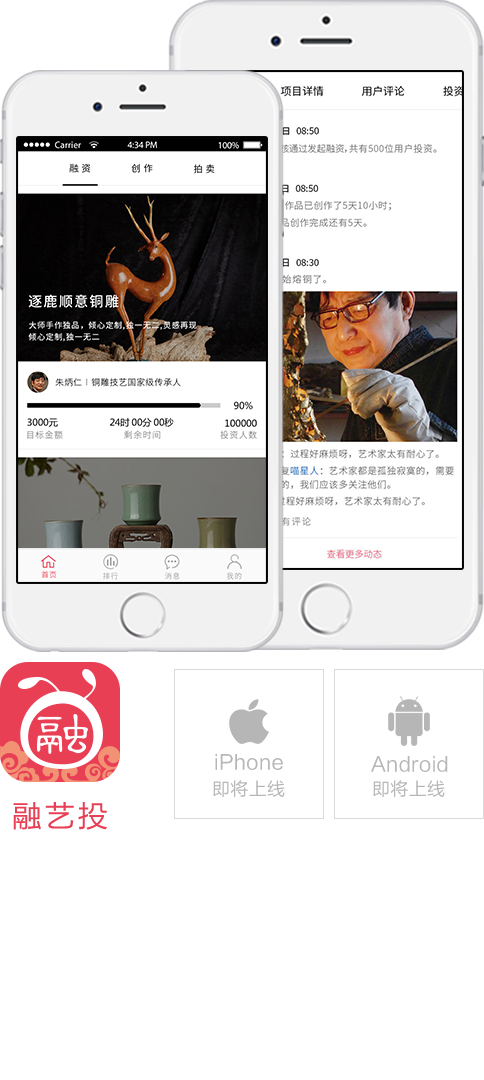 项目详情 用户评论 投资
日 08:50
核通过发起融资,共有500位用户投资。
日 08:50
作品已创作了5天10小时；
品创作完成还有5天。
日 08:30
始熔铜了。
：过程好麻烦呀，艺术家太有耐心了。
复喵星人：艺术家都是孤独寂寞的，需要
的，我们应该多关注他们。
过程好麻烦呀，艺术家太有耐心了。
有评论
查看更多动态
Carrier 4:34 PM 100%
融资 创作 拍卖
逐鹿顺意铜雕
大师手作独品，倾心定制,独一无二,灵感再现
倾心定制,独一无二
朱炳仁 | 铜雕技艺国家级传承人
90%
3000元 24时 00分 00秒 100000
目标金额 剩余时间 投资人数
首页 排行 消息 我的
融
融艺投
iPhone
即将上线
Android
即将上线